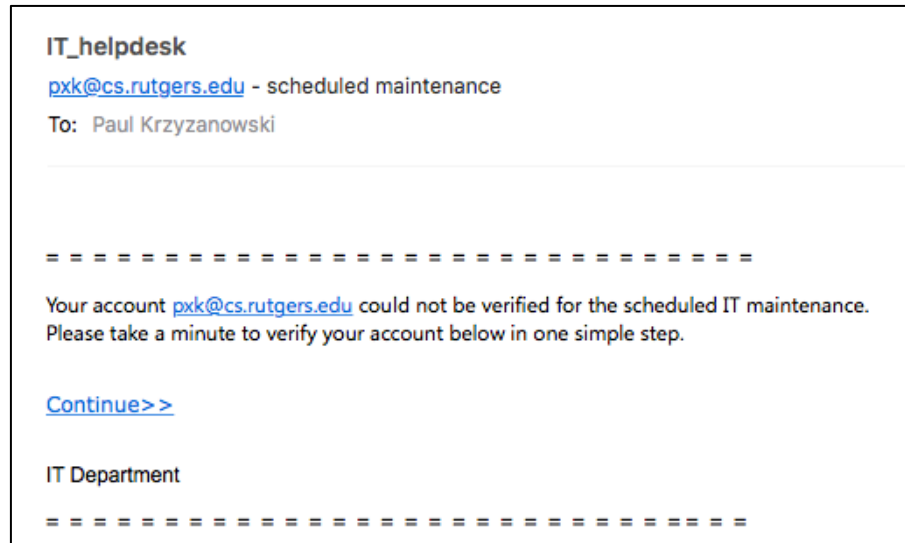 IT_helpdesk
pxk@cs.rutgers.edu - scheduled maintenance
To: Paul Krzyzanowski
= = = = = = = = = = = = = = = = = = = = = = = = = = = = = =
Your account pxk@cs.rutgers.edu could not be verified for the scheduled IT maintenance.
Please take a minute to verify your account below in one simple step.
Continue>>
IT Department
= = = = = = = = = = = = = = = = = = = = = = = = = = == = =